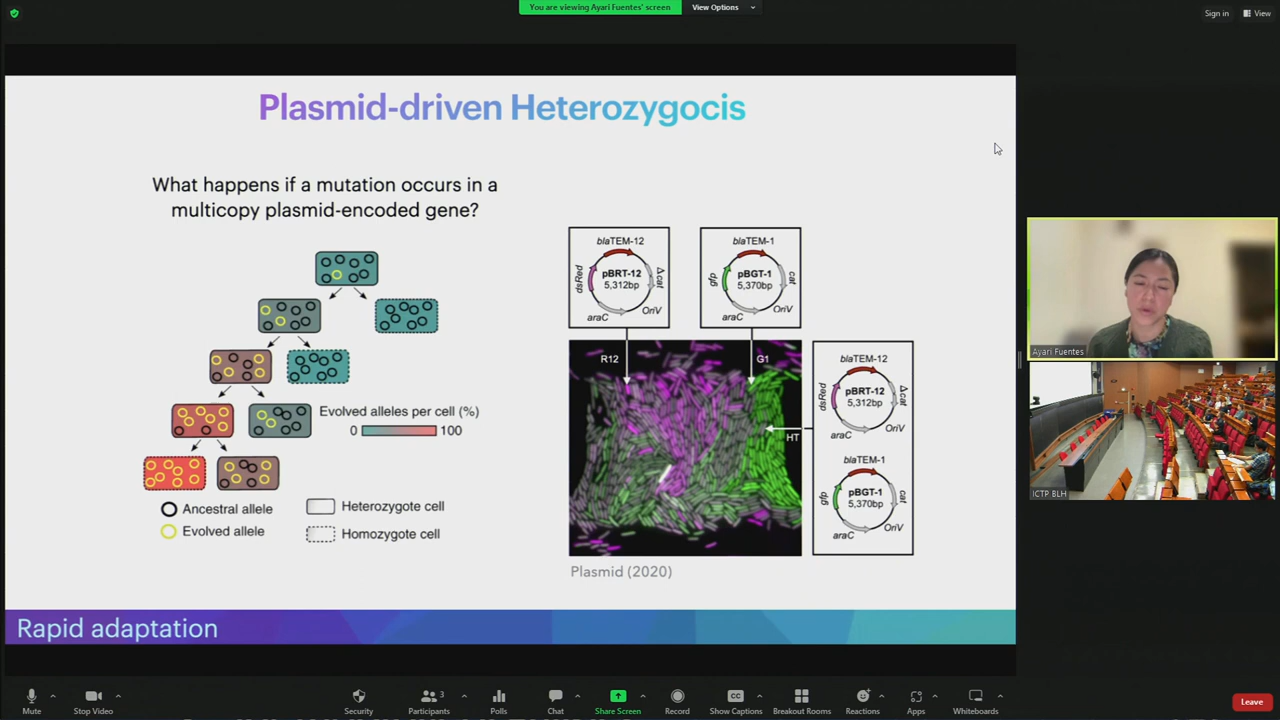 You are viewing Ayari Fuentes' screen
View Options
Sign in
View
Plasmid-driven Heterozygocis
What happens if a mutation occurs in a
multicopy plasmid-encoded gene?
Evolved alleles per cell (%)
0
100
Ancestral allele
Evolved allele
Heterozygote cell
Homozygote cell
blaTEM-12
dsRed
pBRT-12
5,312bp
Δcat
araC
OriV
blaTEM-1
gfp
pBGT-1
5,370bp
cat
araC
OriV
R12
G1
HT
blaTEM-12
dsRed
pBRT-12
5,312bp
Δcat
araC
OriV
blaTEM-1
gfp
pBGT-1
5,370bp
cat
araC
OriV
Plasmid (2020)
Rapid adaptation
Ayari Fuentes
ICTP BLH
Mute
Stop Video
Security
Participants
3
Polls
Chat
Share Screen
Record
Show Captions
Breakout Rooms
Reactions
Apps
Whiteboards
Leave